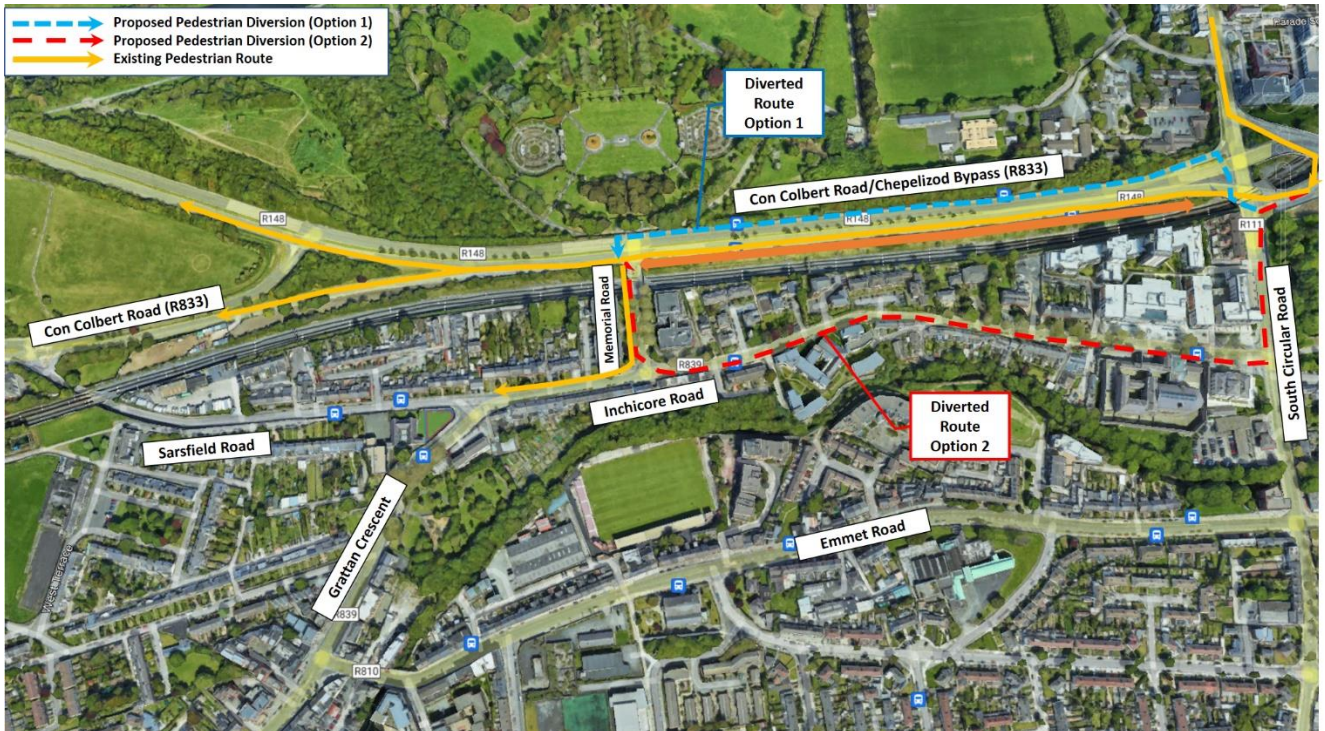 Proposed Pedestrian Diversion (Option 1)
Proposed Pedestrian Diversion (Option 2)
Existing Pedestrian Route
Diverted
Route
Option 1
Con Colbert Road/Chepelizod Bypass (R833)
R148
R148
R148
R148
R111
Con Colbert Road (R833)
Memorial Road
South Circular Road
R839
Inchicore Road
Diverted
Route
Option 2
Sarsfield Road
Grattan Crescent
Emmet Road
West Terrace
R839
R810